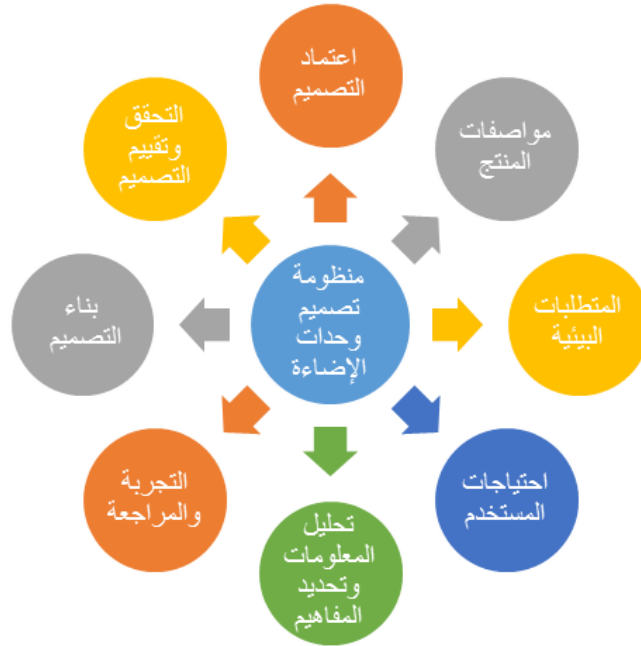 اعتماد
التصميم
مواصفات
المنتج
المتطلبات
البيئية
احتياجات
المستخدم
تحليل
المعلومات
وتحديد
المفاهيم
التجربة
والمراجعة
بناء
التصميم
التحقق
وتقييم
التصميم
منظومة
تصميم
وحدات
الإضاءة